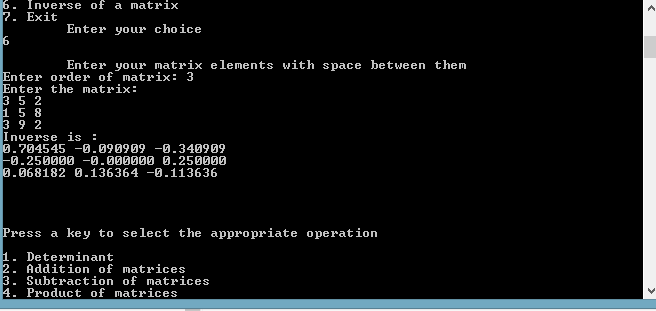 6. Inverse of a matrix
7. Exit
Enter your choice
6
Enter your matrix elements with space between them
Enter order of matrix: 3
Enter the matrix:
3 5 2
1 5 8
3 9 2
Inverse is :
0.704545 -0.090909 -0.340909
-0.250000 -0.000000 0.250000
0.068182 0.136364 -0.113636
Press a key to select the appropriate operation
1. Determinant
2. Addition of matrices
3. Subtraction of matrices
4. Product of matrices